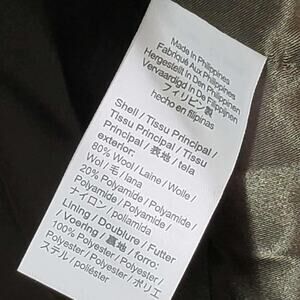 Made In Philippines
Fabriqué Aux Philippines
Hergestellt In Den Philippinen
Vervaardigd In De Filippijnen
フィリピン製
hecho en filipinas
Shell / Tissu Principal /
Tissu Principal / Tissu
Principal / 表地 / tela
exterior:
80% Wool / Laine / Wolle /
Wol / 毛 / lana
20% Polyamide / Polyamide /
Polyamide / Polyamide /
ナイロン / poliamida
Lining / Doublure / Futter
/ Voering / 裏地 / forro:
100% Polyester / Polyester /
Polyester / Polyester / ポリエ
ステル / poliéster